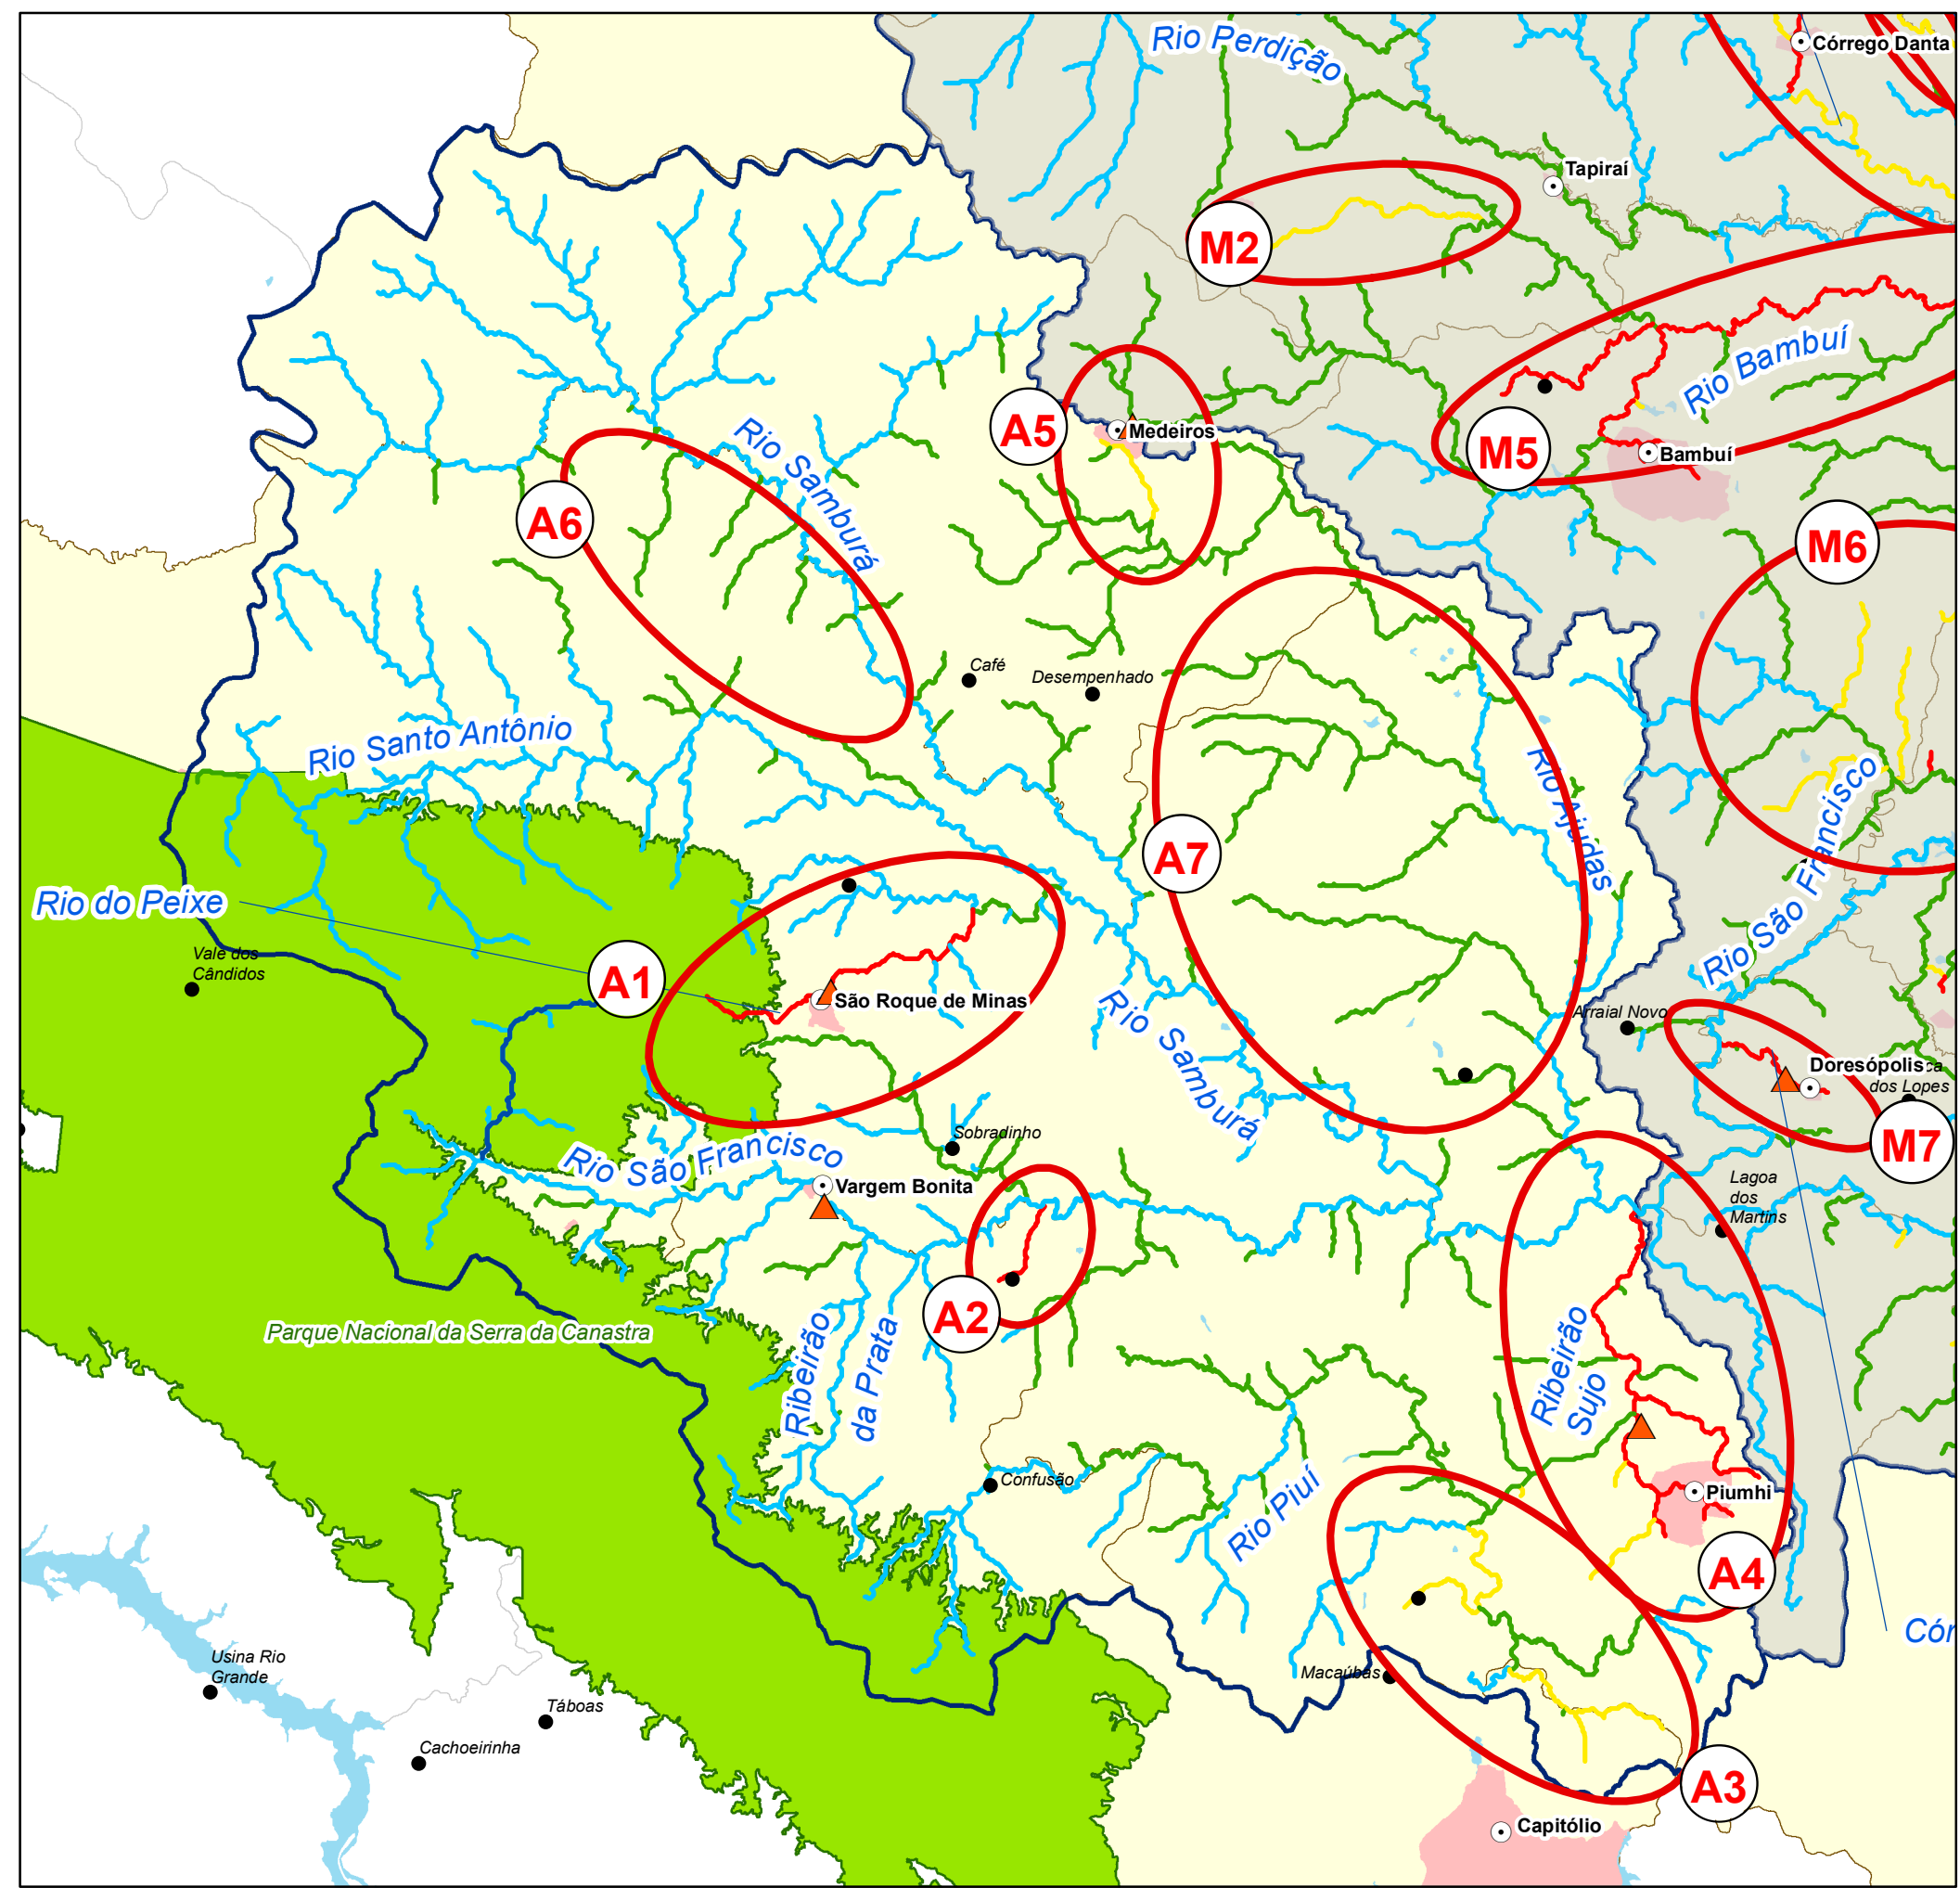 Rio Perdição
Córrego Danta
Tapiraí
M2
Rio Bambuí
A5
Medeiros
M5
Bambuí
Rio Samburá
A6
M6
Café
Desempenhado
Rio Santo Antônio
Rio Ajudas
Rio São Francisco
A7
Rio do Peixe
Vale dos
Cândidos
A1
São Roque de Minas
Rio Samburá
Arraial Novo
Doresópolis
dos Lopes
M7
Sobradinho
Rio São Francisco
Vargem Bonita
Lagoa
dos
Martins
A2
Parque Nacional da Serra da Canastra
Ribeirão
da Prata
Ribeirão
Sujo
Confusão
Rio Piuí
Piumhi
A4
Cór
Usina Rio
Grande
Macaúbas
Táboas
Cachoeirinha
A3
Capitólio